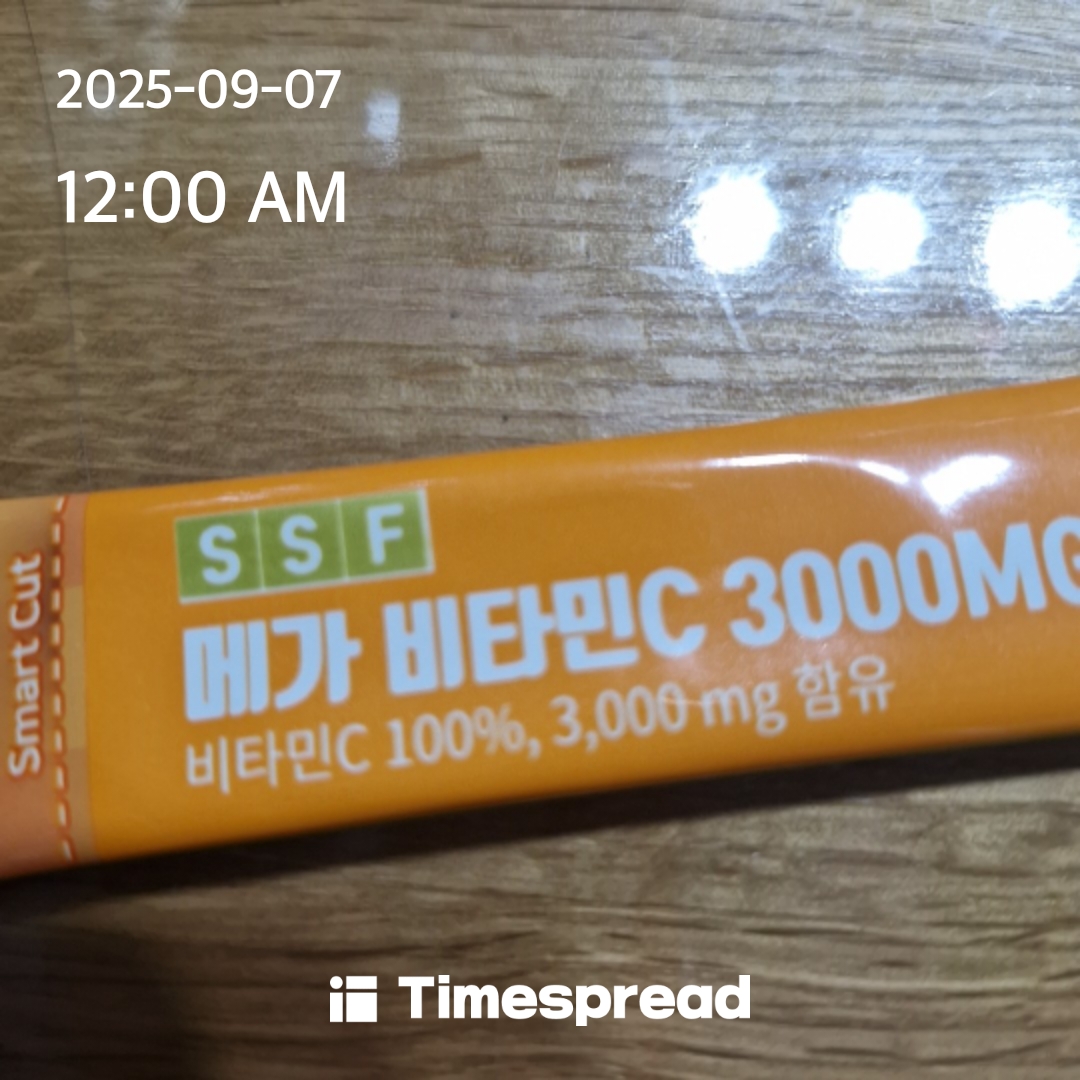 2025-09-07
12:00 AM
SSF
메가 비타민C 3000MG
비타민C 100%, 3,000 mg 함유
Smart Cut
Timespread